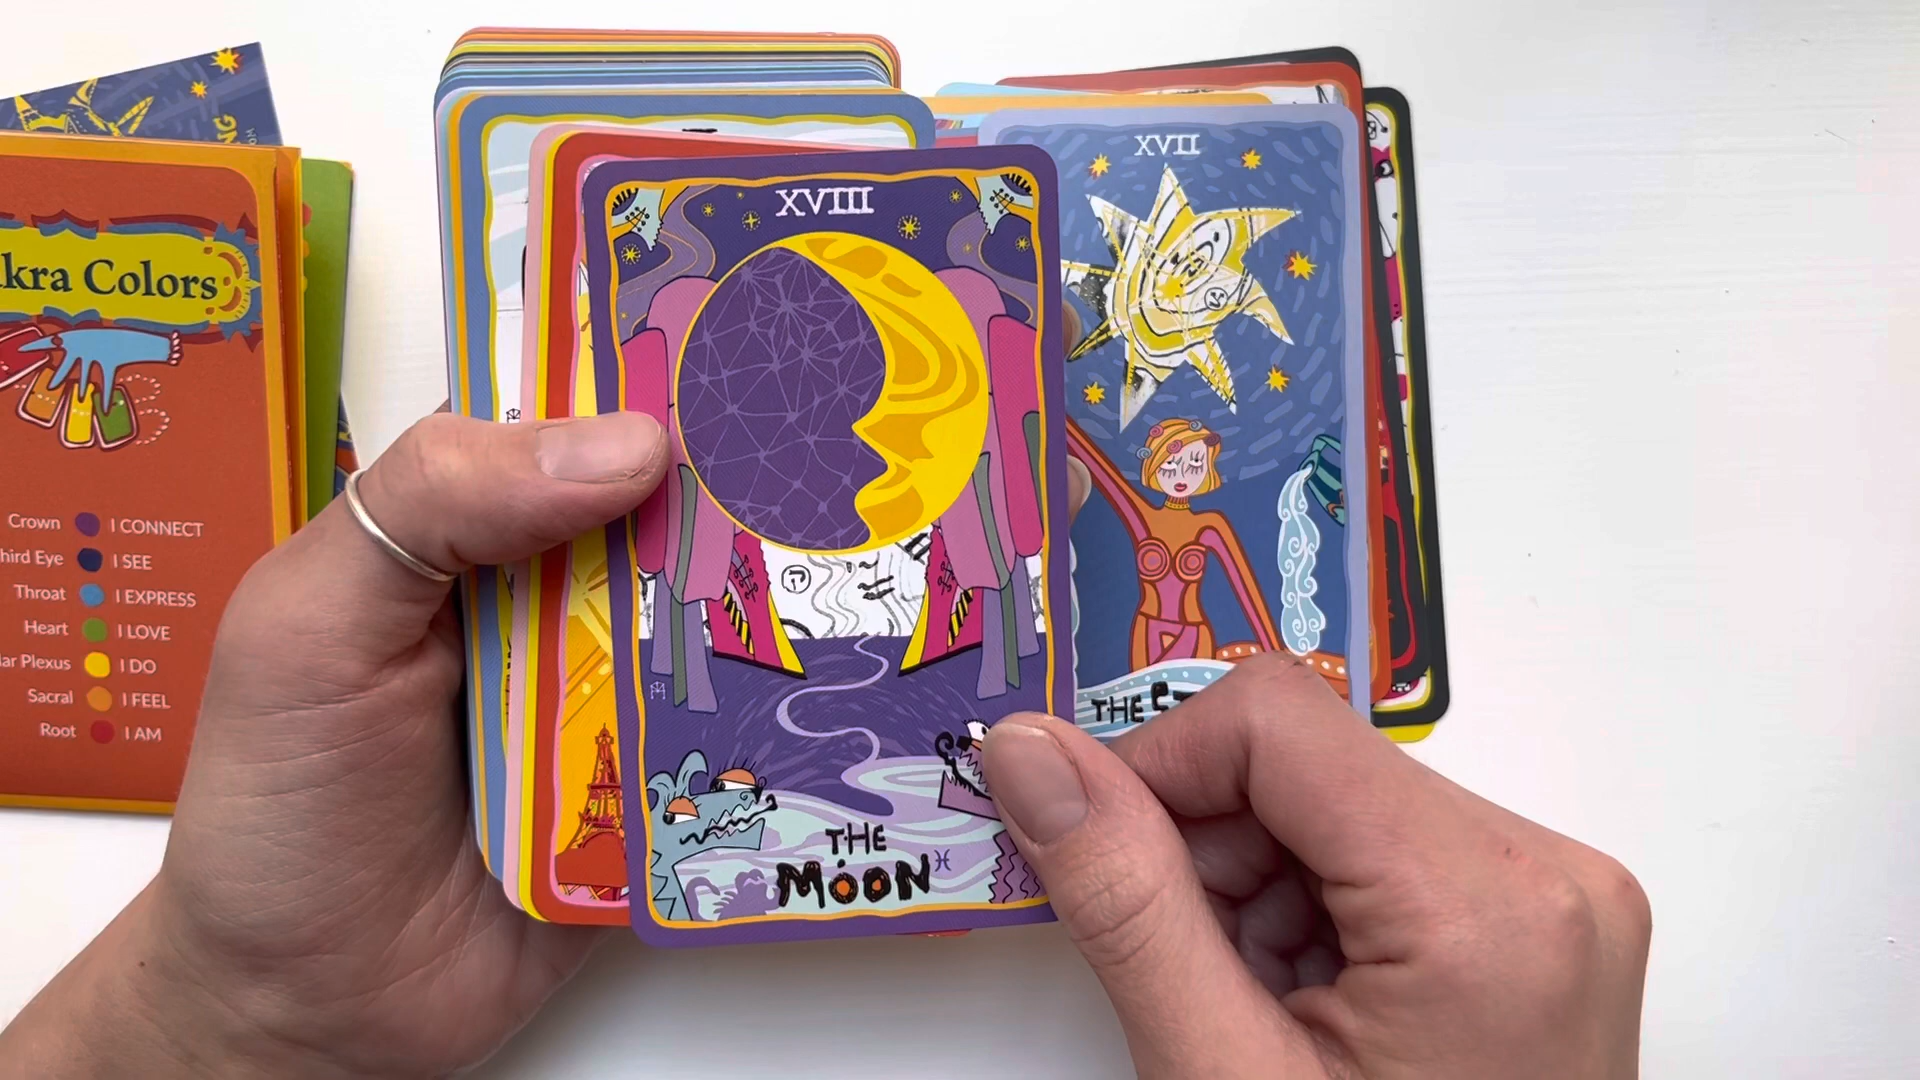 kra Colors
Crown I CONNECT
hird Eye I SEE
Throat I EXPRESS
Heart I LOVE
lar Plexus I DO
Sacral I FEEL
Root I AM
XVIII
THE
MOON
XVII
THE ST